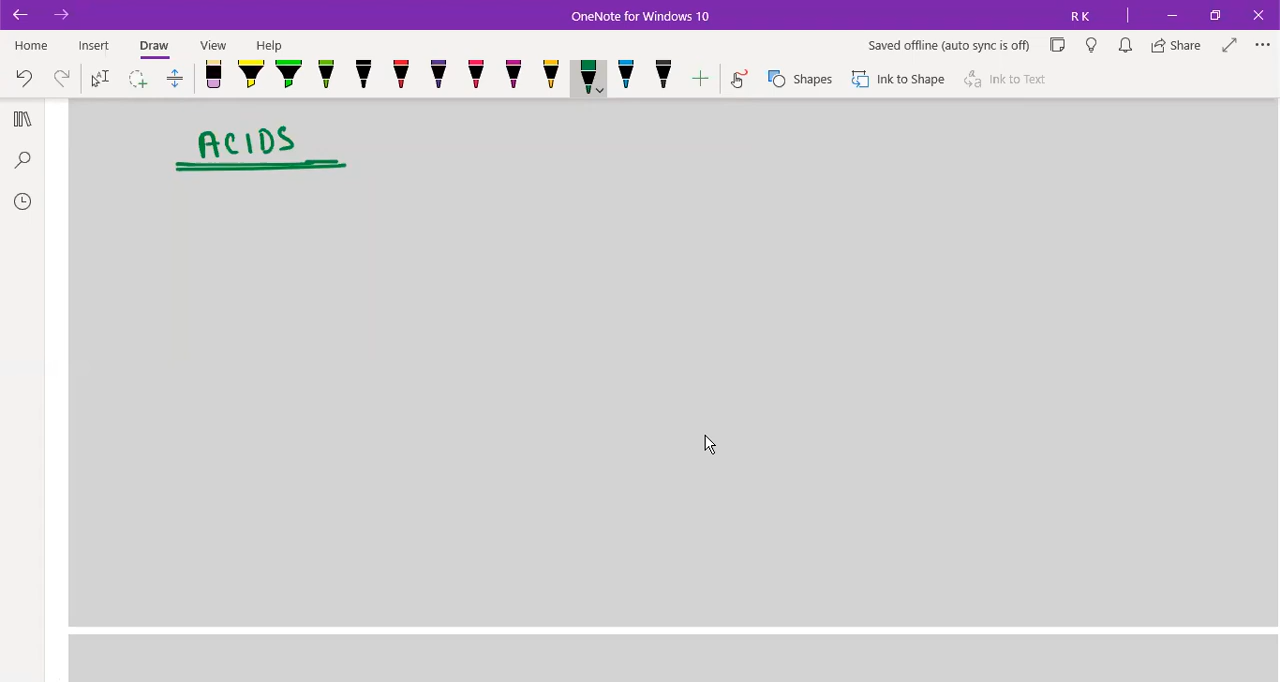 OneNote for Windows 10
R K
Home Insert Draw View Help
Saved offline (auto sync is off) Share
Shapes Ink to Shape Ink to Text
ACIDS